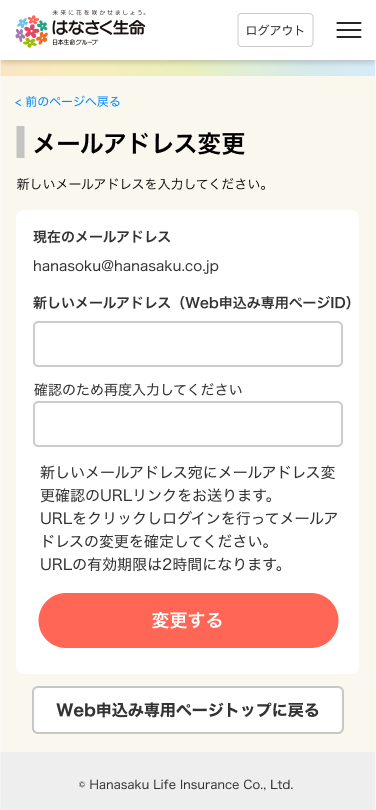 未来に花を咲かせましょう。
はなさく生命
日本生命グループ
ログアウト
< 前のページへ戻る
メールアドレス変更
新しいメールアドレスを入力してください。
現在のメールアドレス
hanasoku@hanasaku.co.jp
新しいメールアドレス（Web申込み専用ページID）
確認のため再度入力してください
新しいメールアドレス宛にメールアドレス変
更確認のURLリンクをお送ります。
URLをクリックしログインを行ってメールア
ドレスの変更を確定してください。
URLの有効期限は2時間になります。
変更する
Web申込み専用ページトップに戻る
© Hanasaku Life Insurance Co., Ltd.